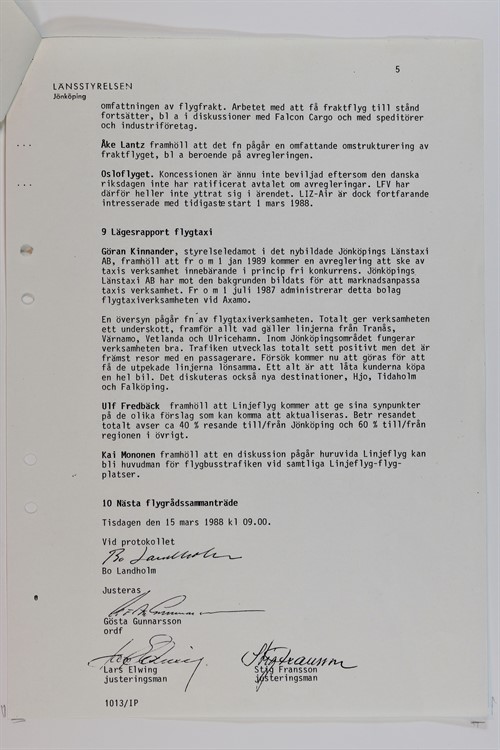 5
LÄNSSTYRELSEN
Jönköping
omfattningen av flygfrakt. Arbetet med att få fraktflyg till stånd
fortsätter, bl a i diskussioner med Falcon Cargo och med speditörer
och industriföretag.
Åke Lantz framhöll att det fn pågår en omfattande omstrukturering av
fraktflyget, bl a beroende på avregleringen.
Osloflyget. Koncessionen är ännu inte beviljad eftersom den danska
riksdagen inte har ratificerat avtalet om avregleringar. LFV har
därför heller inte yttrat sig i ärendet. LIZ-Air är dock fortfarande
intresserade med tidigaste start 1 mars 1988.
9 Lägesrapport flygtaxi
Göran Kinnander, styrelseledamot i det nybildade Jönköpings Länstaxi
AB, framhöll att fr o m 1 jan 1989 kommer en avreglering att ske av
taxis verksamhet innebärande i princip fri konkurrens. Jönköpings
Länstaxi AB har mot den bakgrunden bildats för att marknadsanpassa
taxis verksamhet. Fr o m 1 juli 1987 administrerar detta bolag
flygtaxiverksamheten vid Axamo.
En översyn pågår fn av flygtaxiverksamheten. Totalt ger verksamheten
ett underskott, framför allt vad gäller linjerna från Tranås,
Värnamo, Vetlanda och Ulricehamn. Inom Jönköpingsområdet fungerar
verksamheten bra. Trafiken utvecklas totalt sett positivt men det är
främst resor med en passagerare. Försök kommer nu att göras för att
få de utpekade linjerna lönsamma. Ett alt är att låta kunderna köpa
en hel bil. Det diskuteras också nya destinationer, Hjo, Tidaholm
och Falköping.
Ulf Fredbäck framhöll att Linjeflyg kommer att ge sina synpunkter
på de olika förslag som kan komma att aktualiseras. Betr resandet
totalt avser ca 40 % resande till/från Jönköping och 60 % till/från
regionen i övrigt.
Kai Mononen framhöll att en diskussion pågår huruvida Linjeflyg kan
bli huvudman för flygbusstrafiken vid samtliga Linjeflyg-flyg-
platser.
10 Nästa flygrådssammanträde
Tisdagen den 15 mars 1988 kl 09.00.
Vid protokollet
Bo Landholm
Bo Landholm
Justeras
Gösta Gunnarsson
ordf
Lars Elwing
Stig Fransson
justeringsman
justeringsman
1013/IP